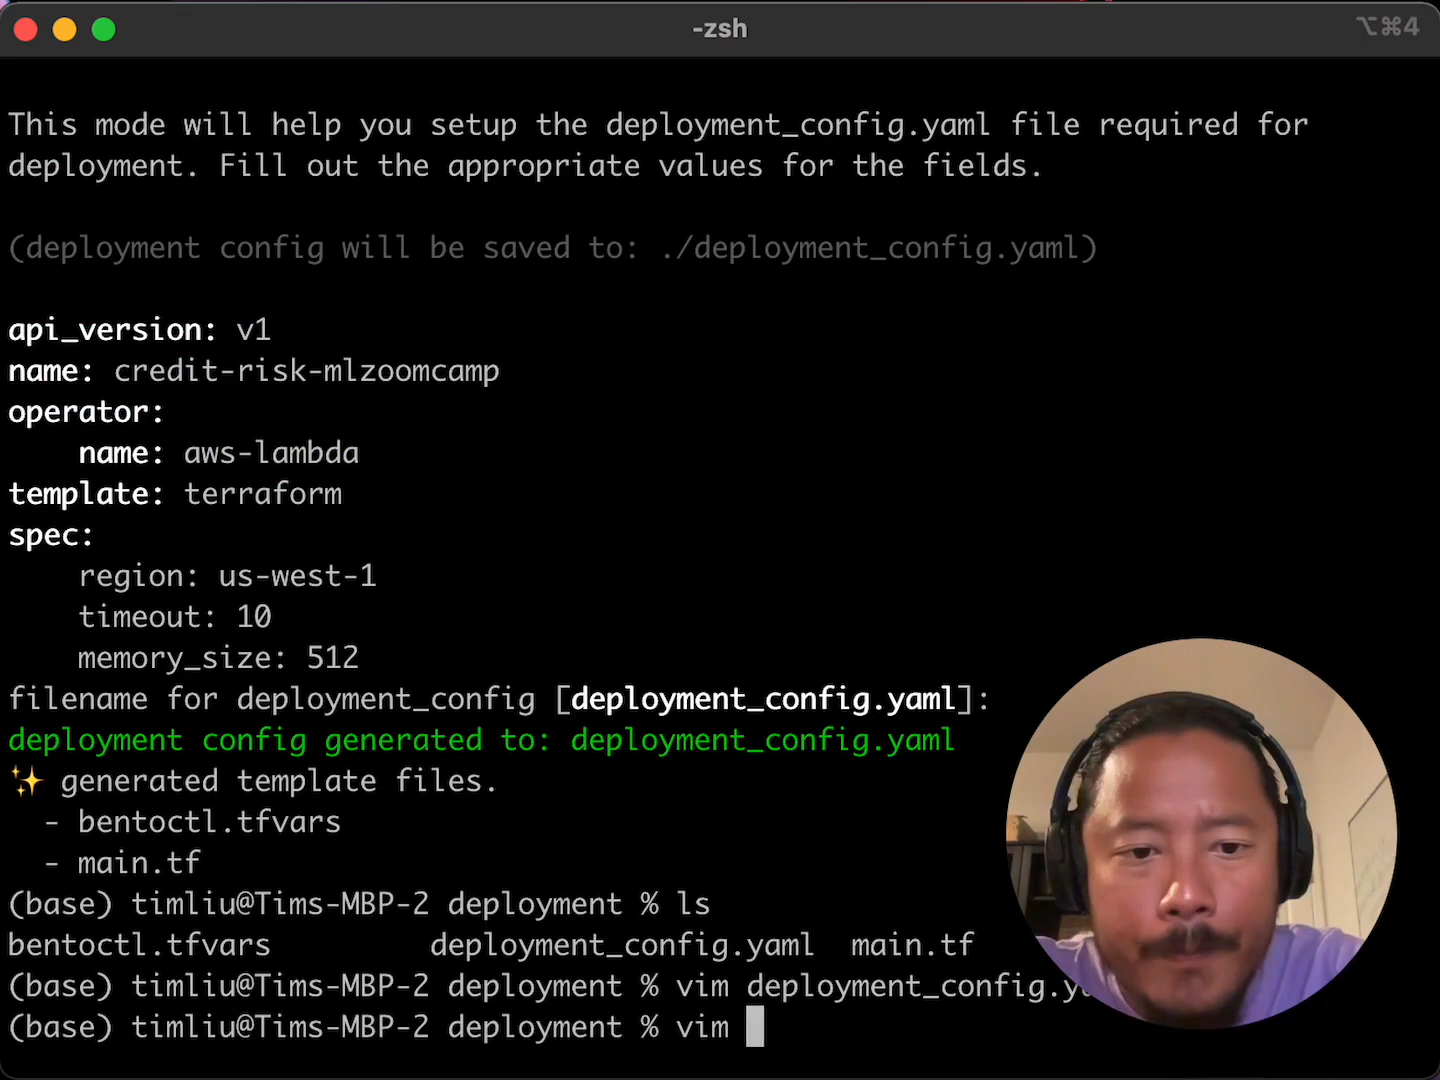 -zsh
⌥⌘4
This mode will help you setup the deployment_config.yaml file required for
deployment. Fill out the appropriate values for the fields.
(deployment config will be saved to: ./deployment_config.yaml)
api_version: v1
name: credit-risk-mlzoomcamp
operator:
    name: aws-lambda
template: terraform
spec:
    region: us-west-1
    timeout: 10
    memory_size: 512
filename for deployment_config [deployment_config.yaml]:
deployment config generated to: deployment_config.yaml
✨ generated template files.
  - bentoctl.tfvars
  - main.tf
(base) timliu@Tims-MBP-2 deployment % ls
bentoctl.tfvars         deployment_config.yaml  main.tf
(base) timliu@Tims-MBP-2 deployment % vim
(base) timliu@Tims-MBP-2 deployment % vim